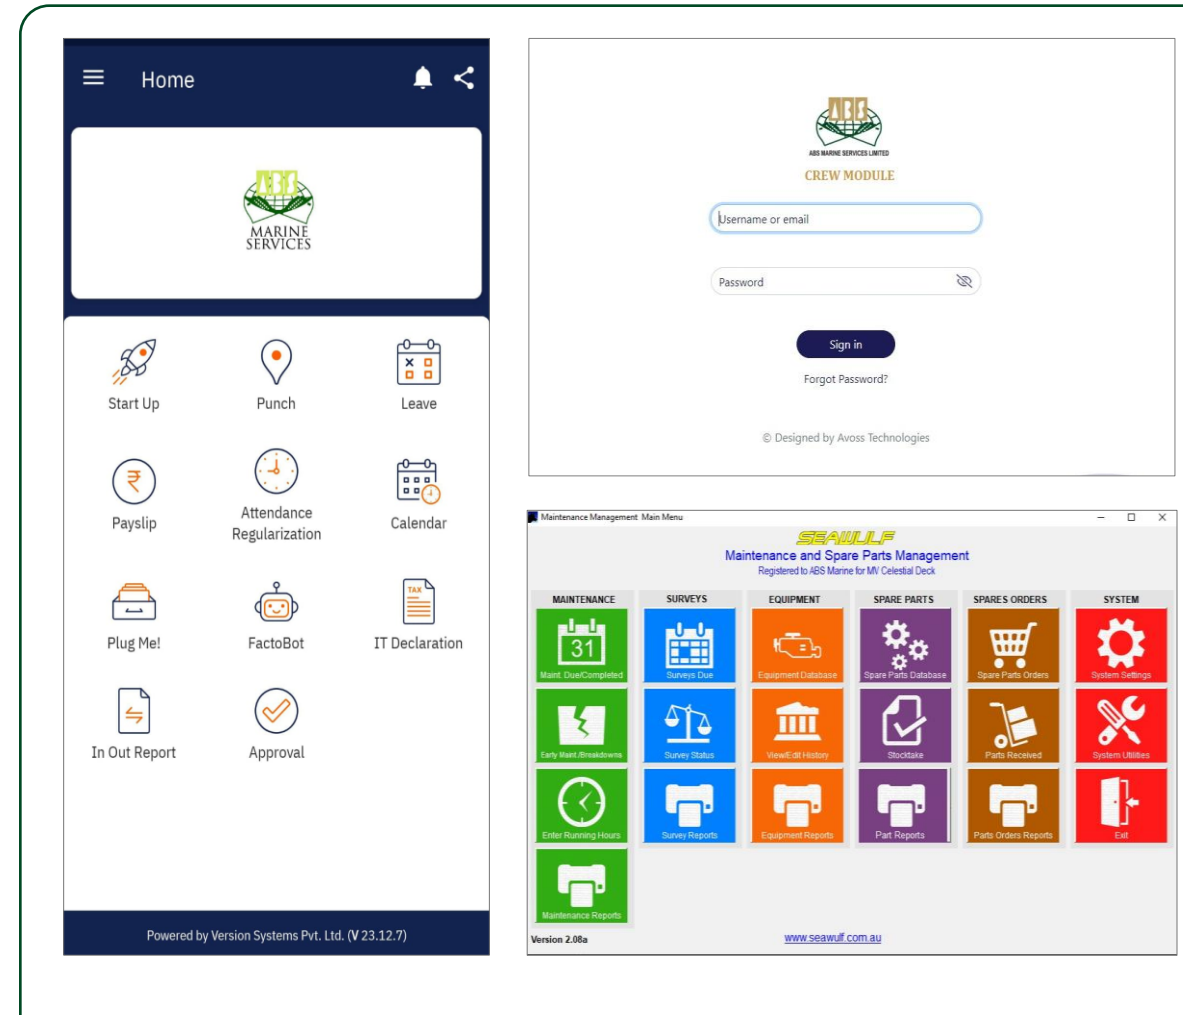 Home
ABS
MARINE
SERVICES
Start Up
Punch
Leave
Payslip
Attendance
Regularization
Calendar
Plug Me!
FactoBot
TAX
IT Declaration
In Out Report
Approval
Powered by Version Systems Pvt. Ltd. (V 23.12.7)
ABS
ABS MARINE SERVICES LIMITED
CREW MODULE
Username or email
Password
Sign in
Forgot Password?
© Designed by Avoss Technologies
Maintenance Management Main Menu
SEAWULF
Maintenance and Spare Parts Management
Registered to ABS Marine for MV Celestial Deck
MAINTENANCE SURVEYS EQUIPMENT SPARE PARTS SPARES ORDERS SYSTEM
31
Maint. Due/Completed Surveys Due Equipment Database Spare Parts Database Spare Parts Orders System Settings
Early Maint./Breakdowns Survey Status View/Edit History Stocktake Parts Received System Utilities
Enter Running Hours Survey Reports Equipment Reports Part Reports Parts Orders Reports Exit
Maintenance Reports
Version 2.08a www.seawulf.com.au